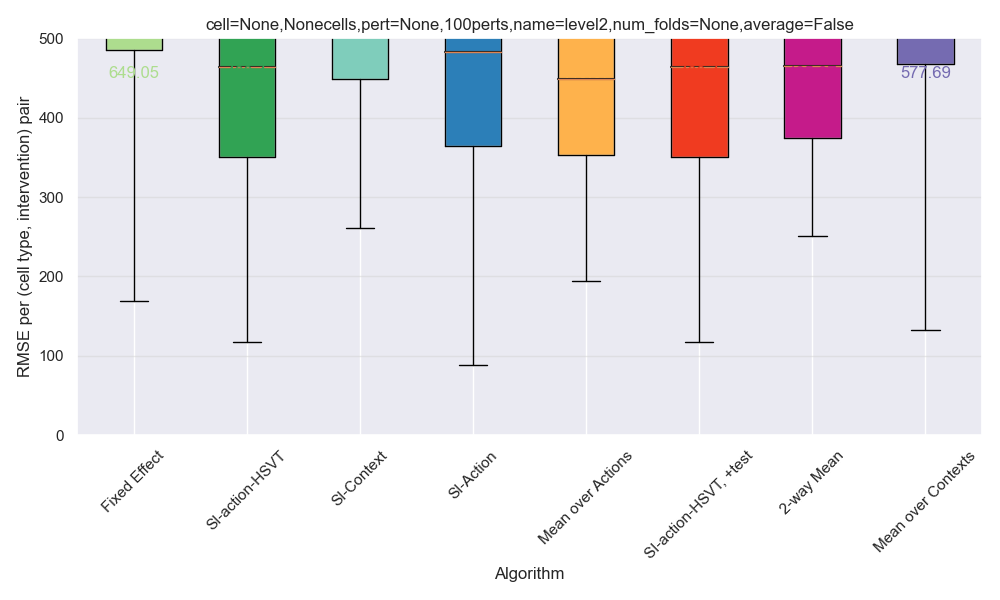 cell=None,Nonecells,pert=None,100perts,name=level2,num_folds=None,average=False
RMSE per (cell type, intervention) pair
500
400
300
200
100
0
649.05
577.69
Fixed Effect
SI-action-HSVT
SI-Context
SI-Action
Mean over Actions
SI-action-HSVT, +test
2-way Mean
Mean over Contexts
Algorithm